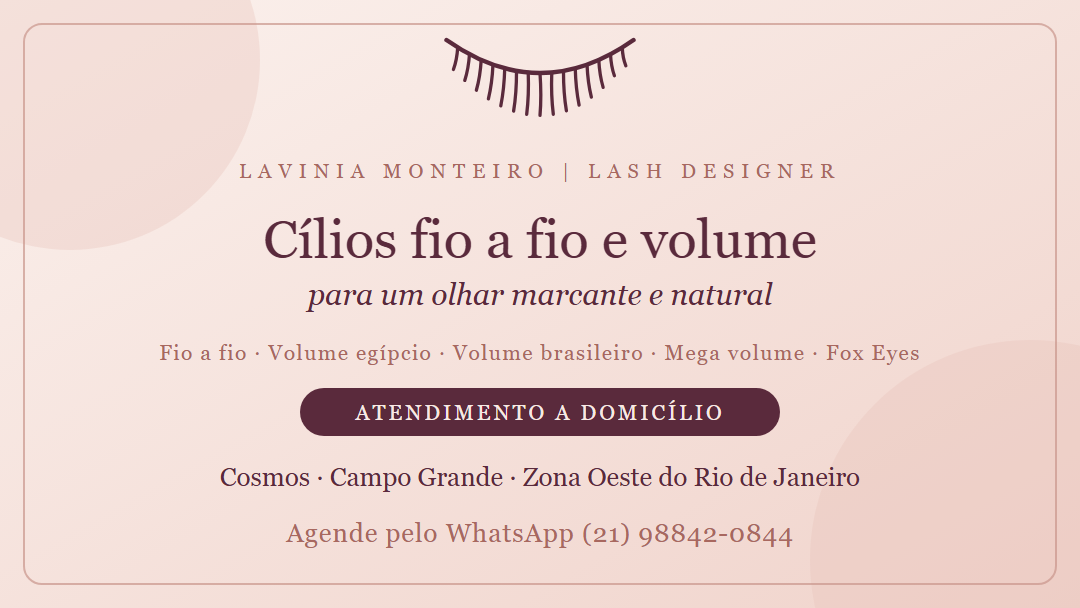 LAVINIA MONTEIRO | LASH DESIGNER
Cílios fio a fio e volume
para um olhar marcante e natural
Fio a fio · Volume egípcio · Volume brasileiro · Mega volume · Fox Eyes
ATENDIMENTO A DOMICÍLIO
Cosmos · Campo Grande · Zona Oeste do Rio de Janeiro
Agende pelo WhatsApp (21) 98842-0844